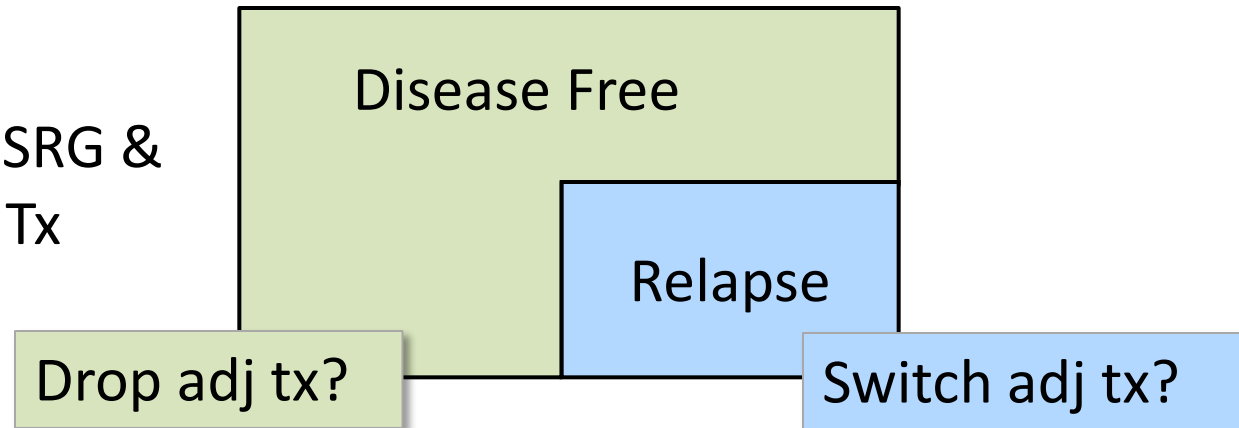 Disease Free
SRG &
Tx
Relapse
Drop adj tx?
Switch adj tx?